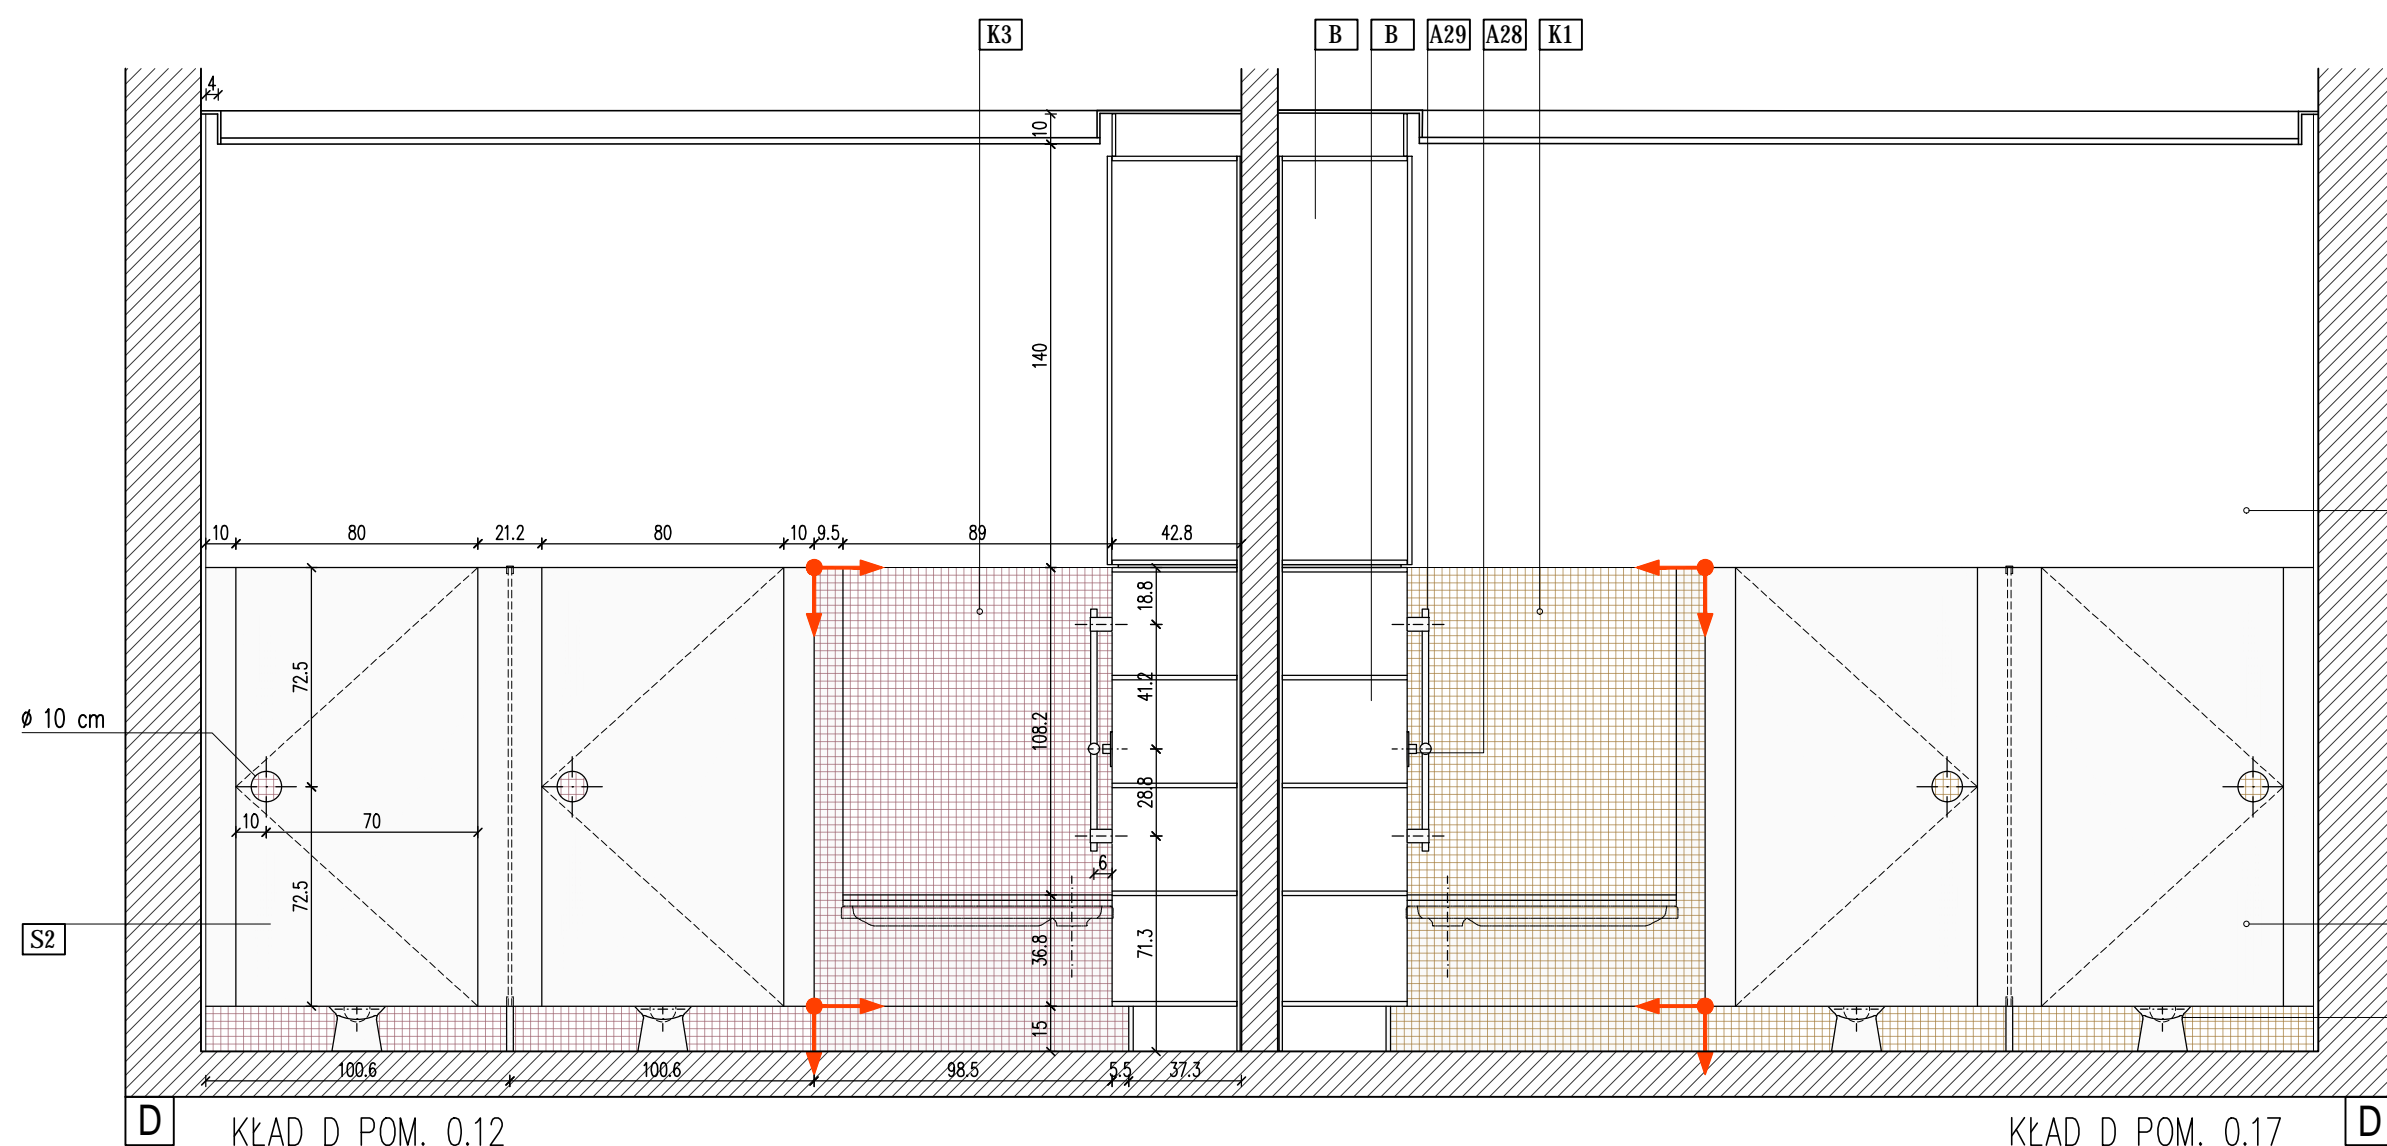 K3 B B A29 A28 K1
4
10
140
10 80 21.2 80 10 9.5 89 42.8
18.8
72.5
41.2
ø 10 cm
108.2
28.8
10 70
6
72.5
S2
36.8
71.3
15
100.6 100.6 98.5 5.5 37.3
D KŁAD D POM. 0.12
KŁAD D POM. 0.17 D